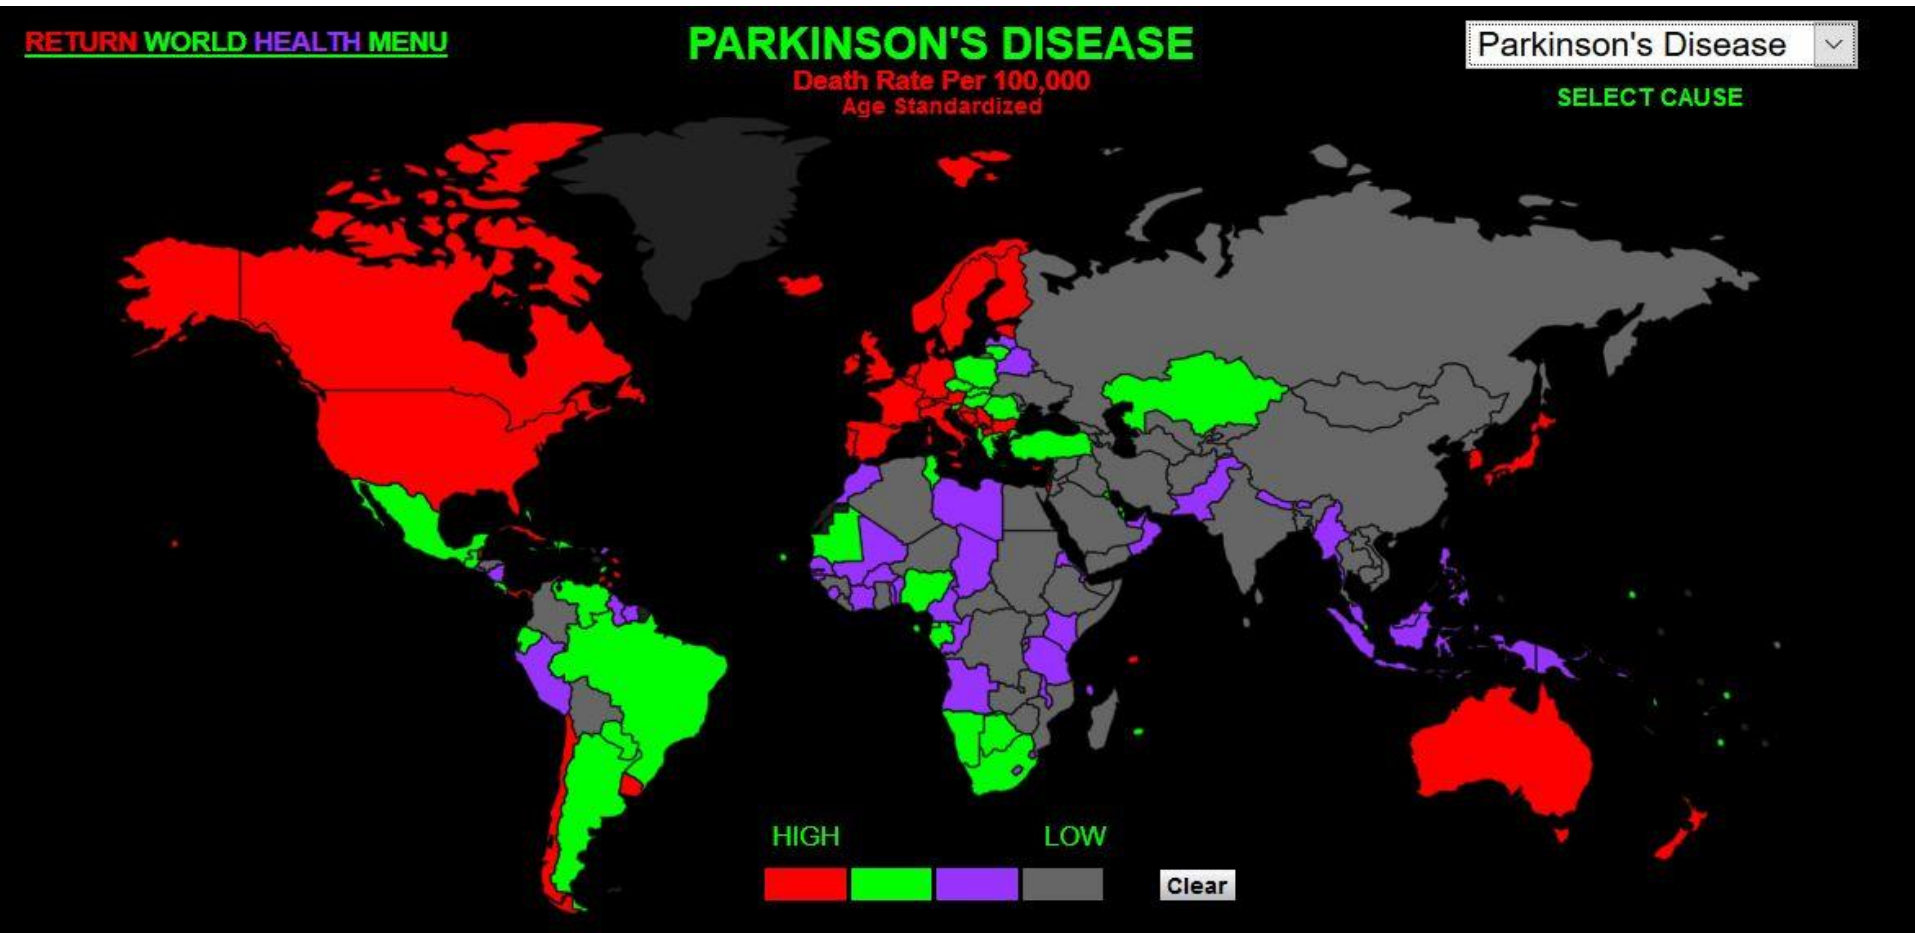 RETURN WORLD HEALTH MENU
PARKINSON'S DISEASE
Death Rate Per 100,000
Age Standardized
Parkinson's Disease
SELECT CAUSE
HIGH LOW
Clear